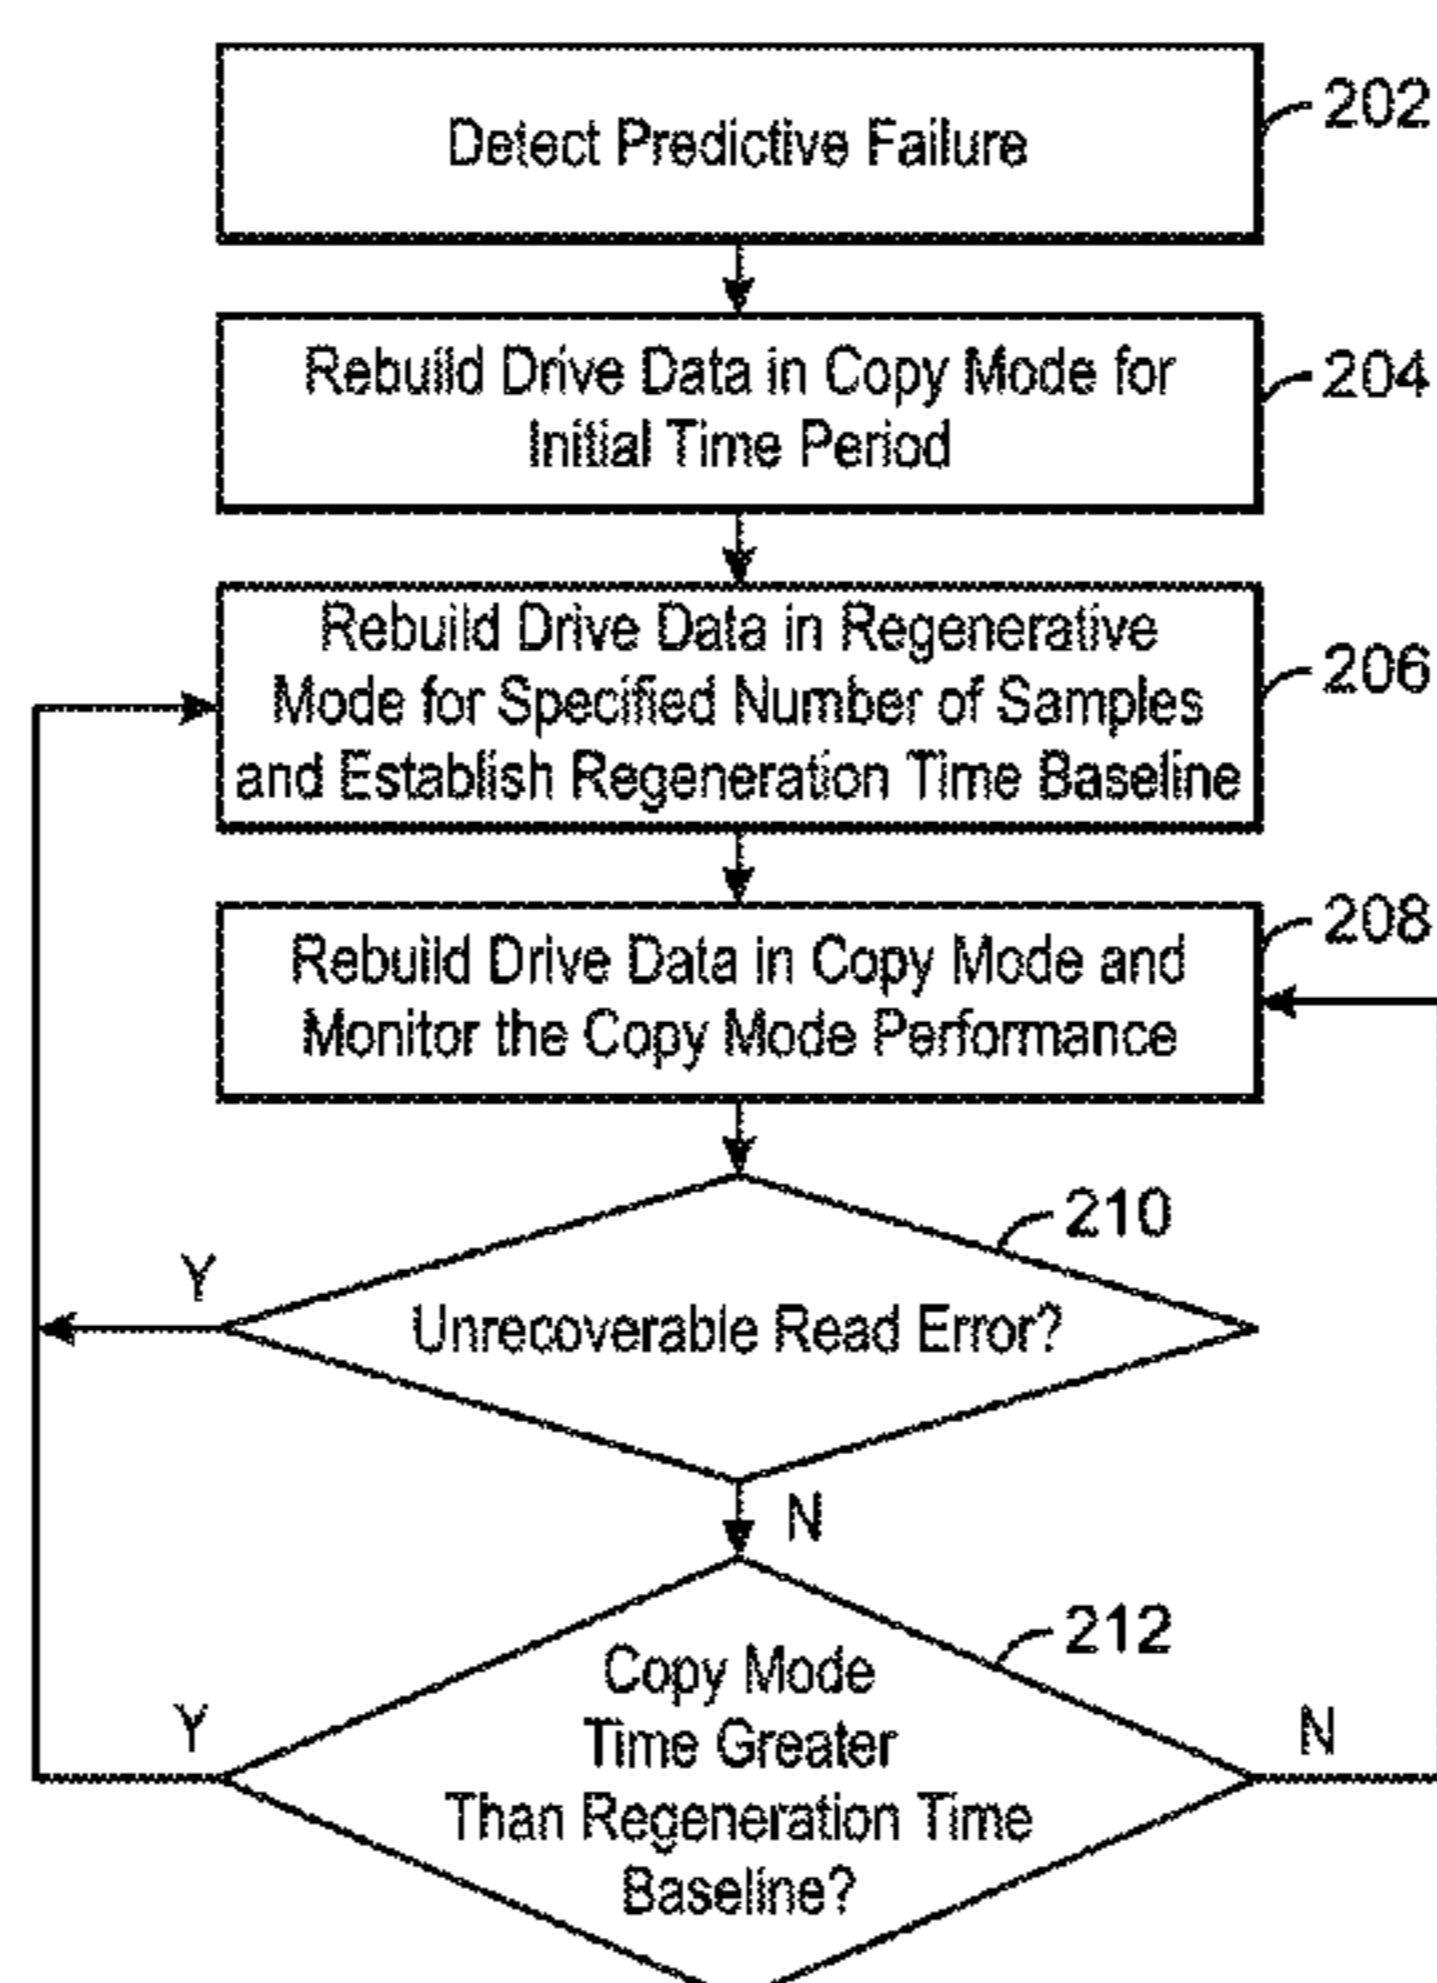 Detect Predictive Failure
202
Rebuild Drive Data in Copy Mode for
Initial Time Period
204
Rebuild Drive Data in Regenerative
Mode for Specified Number of Samples
and Establish Regeneration Time Baseline
206
Rebuild Drive Data in Copy Mode and
Monitor the Copy Mode Performance
208
210
Y
Unrecoverable Read Error?
N
212
Copy Mode
Time Greater
Than Regeneration Time
Baseline?
Y
N